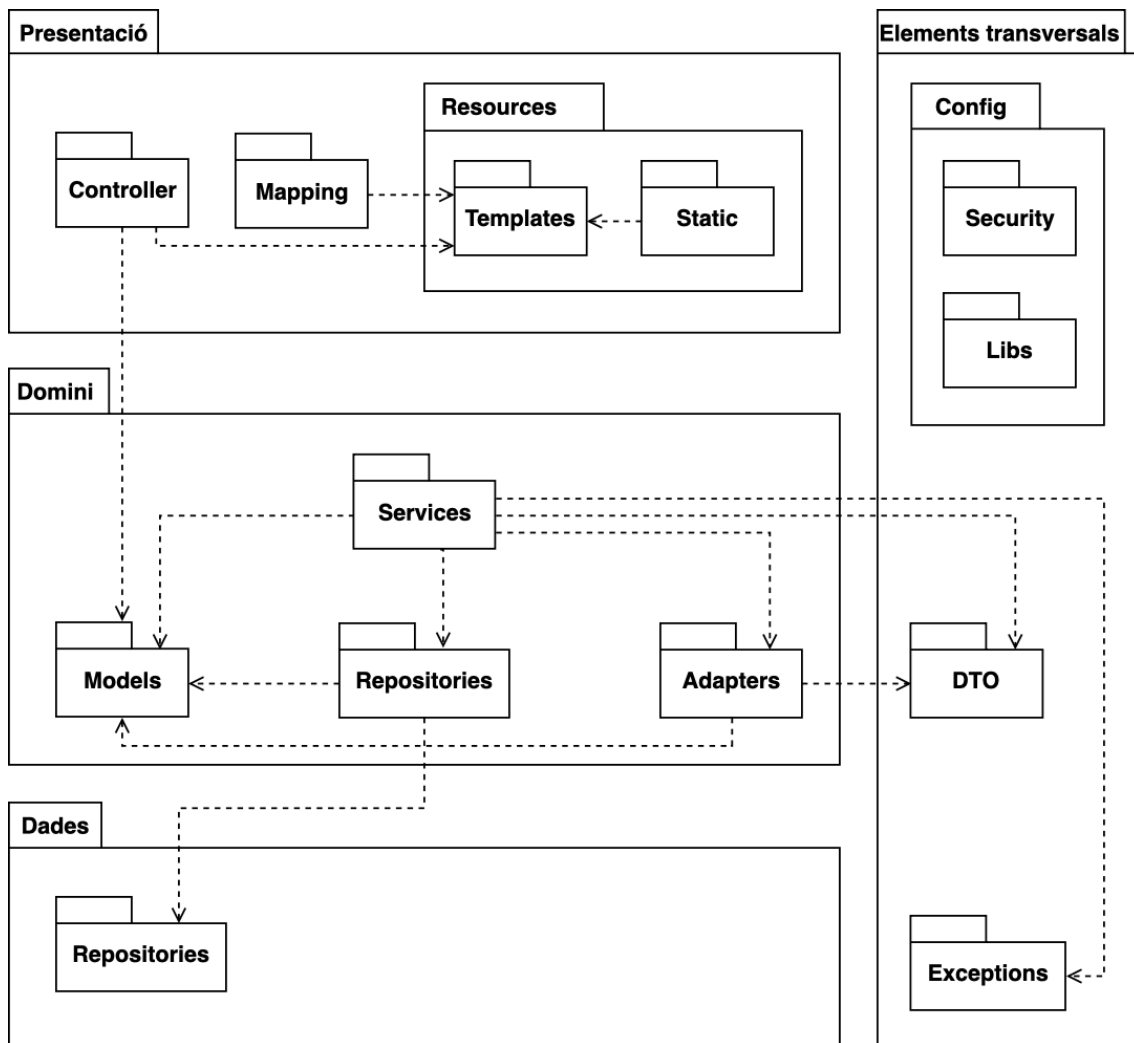 Presentació
Elements transversals
Resources
Config
Controller
Mapping
Templates
Static
Security
Libs
Domini
Services
Models
Repositories
Adapters
DTO
Dades
Repositories
Exceptions